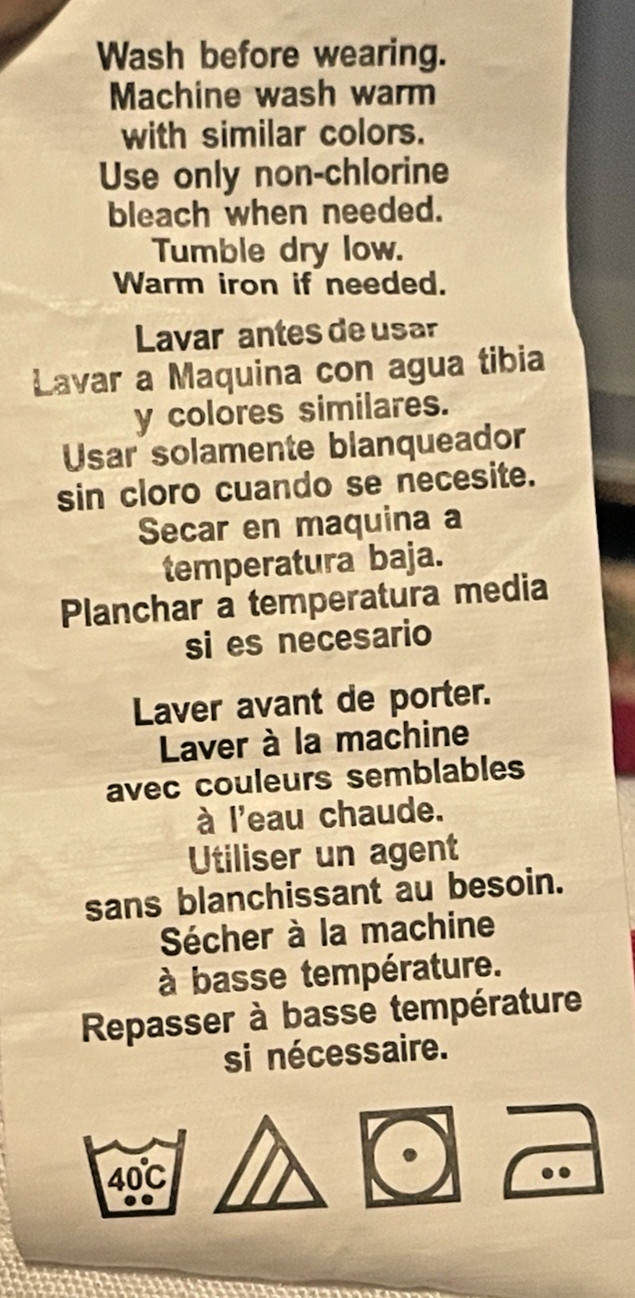 Wash before wearing.
Machine wash warm
with similar colors.
Use only non-chlorine
bleach when needed.
Tumble dry low.
Warm iron if needed.
Lavar antes de usar
Lavar a Maquina con agua tibia
y colores similares.
Usar solamente blanqueador
sin cloro cuando se necesite.
Secar en maquina a
temperatura baja.
Planchar a temperatura media
si es necesario
Laver avant de porter.
Laver à la machine
avec couleurs semblables
à l'eau chaude.
Utiliser un agent
sans blanchissant au besoin.
Sécher à la machine
à basse température.
Repasser à basse température
si nécessaire.
40°C